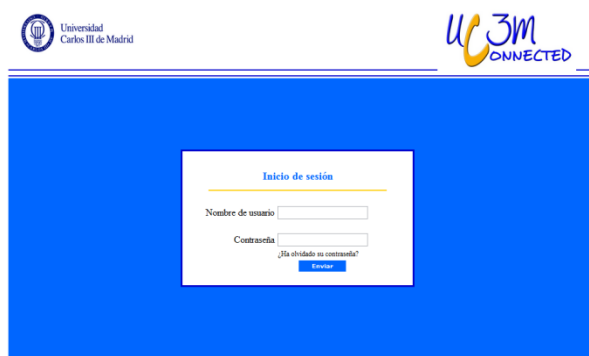 Universidad
Carlos III de Madrid
UC3M
CONNECTED
Inicio de sesión
Nombre de usuario
Contraseña
¿Ha olvidado su contraseña?
Enviar